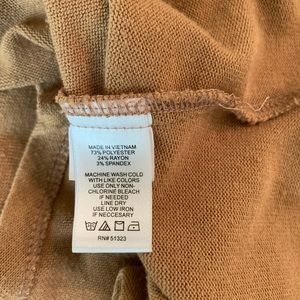 MADE IN VIETNAM
73% POLYESTER
24% RAYON
3% SPANDEX
MACHINE WASH COLD
WITH LIKE COLORS
USE ONLY NON-
CHLORINE BLEACH
IF NEEDED
LINE DRY
USE LOW IRON
IF NECCESARY
RN# 51323